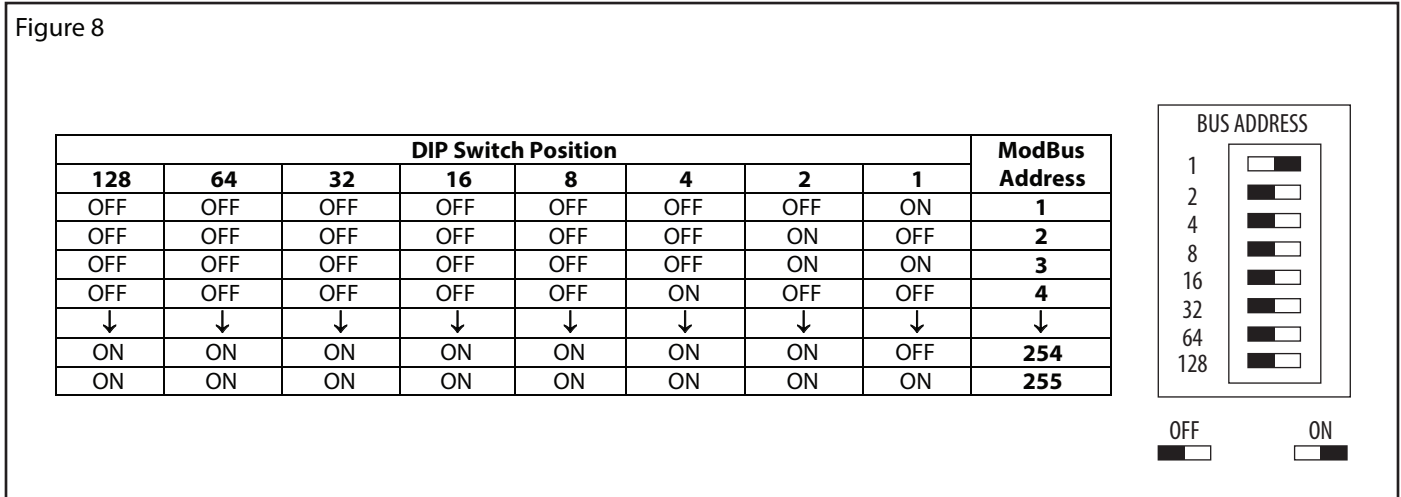 Figure 8
DIP Switch Position ModBus Address
128 64 32 16 8 4 2 1
OFF OFF OFF OFF OFF OFF OFF ON 1
OFF OFF OFF OFF OFF OFF ON OFF 2
OFF OFF OFF OFF OFF OFF ON ON 3
OFF OFF OFF OFF OFF ON OFF OFF 4
↓ ↓ ↓ ↓ ↓ ↓ ↓ ↓ ↓
ON ON ON ON ON ON ON OFF 254
ON ON ON ON ON ON ON ON 255
BUS ADDRESS
1
2
4
8
16
32
64
128
OFF ON